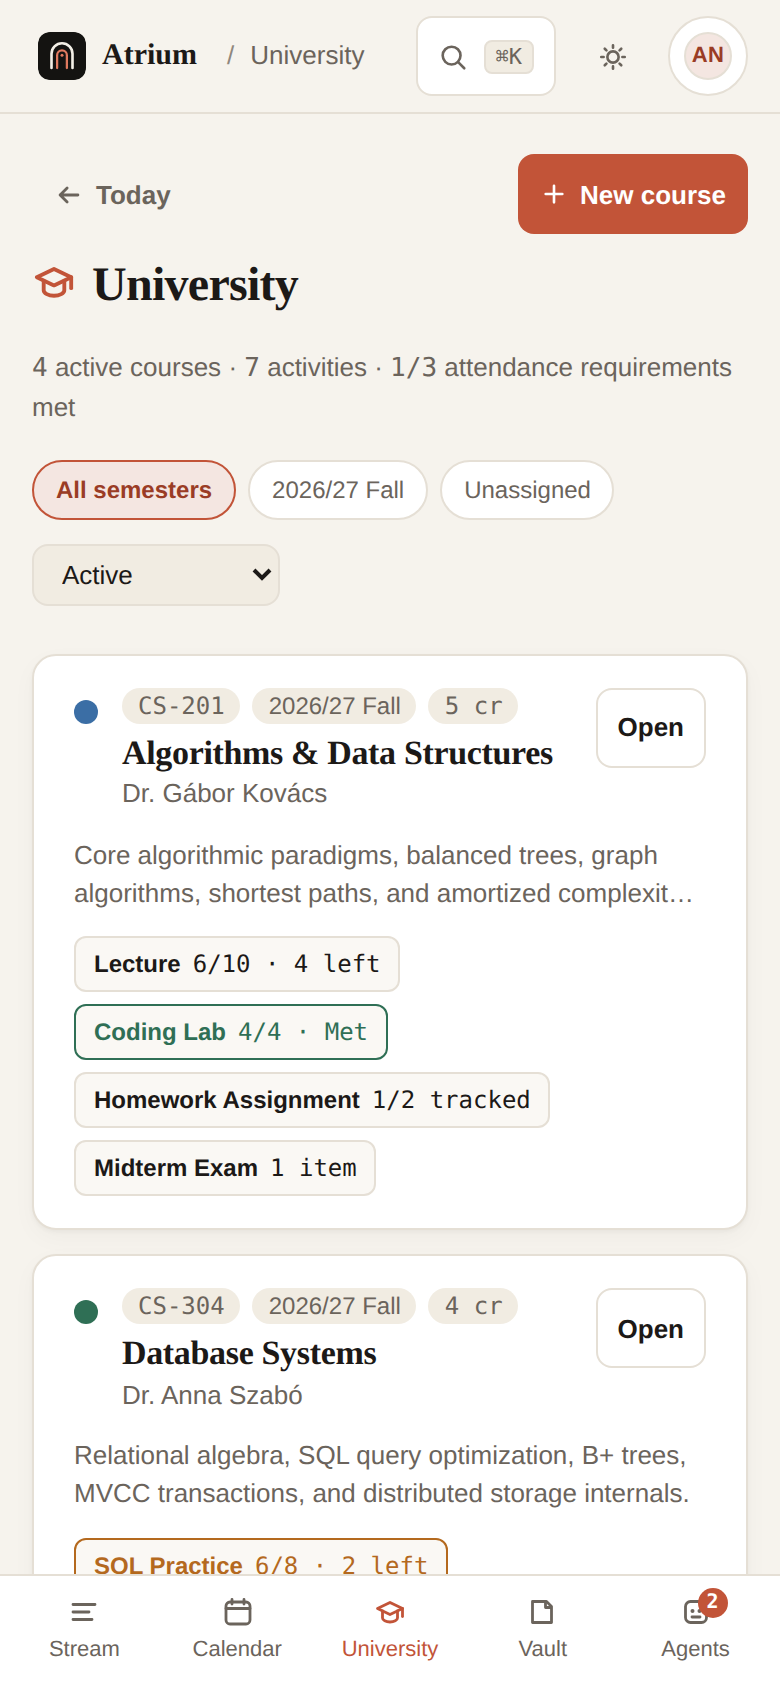 Atrium / University ⌘K AN
Today + New course
University
4 active courses · 7 activities · 1/3 attendance requirements
met
All semesters 2026/27 Fall Unassigned
Active
CS-201 2026/27 Fall 5 cr Open
Algorithms & Data Structures
Dr. Gábor Kovács
Core algorithmic paradigms, balanced trees, graph
algorithms, shortest paths, and amortized complexit…
Lecture 6/10 · 4 left
Coding Lab 4/4 · Met
Homework Assignment 1/2 tracked
Midterm Exam 1 item
CS-304 2026/27 Fall 4 cr Open
Database Systems
Dr. Anna Szabó
Relational algebra, SQL query optimization, B+ trees,
MVCC transactions, and distributed storage internals.
SQL Practice 6/8 · 2 left
2
Stream Calendar University Vault Agents